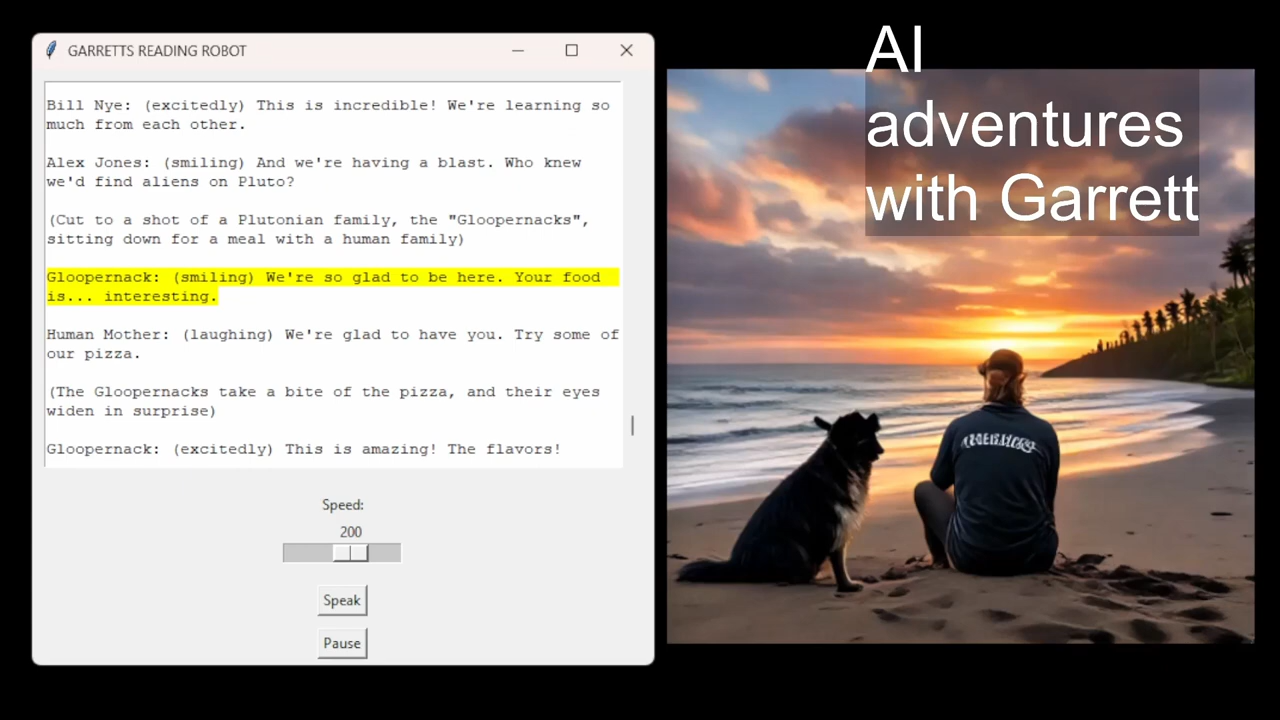 GARRETTS READING ROBOT
Bill Nye: (excitedly) This is incredible! We're learning so
much from each other.
Alex Jones: (smiling) And we're having a blast. Who knew
we'd find aliens on Pluto?
(Cut to a shot of a Plutonian family, the "Gloopernacks",
sitting down for a meal with a human family)
Gloopernack: (smiling) We're so glad to be here. Your food
is... interesting.
Human Mother: (laughing) We're glad to have you. Try some of
our pizza.
(The Gloopernacks take a bite of the pizza, and their eyes
widen in surprise)
Gloopernack: (excitedly) This is amazing! The flavors!
Speed:
200
Speak
Pause
AI
adventures
with Garrett